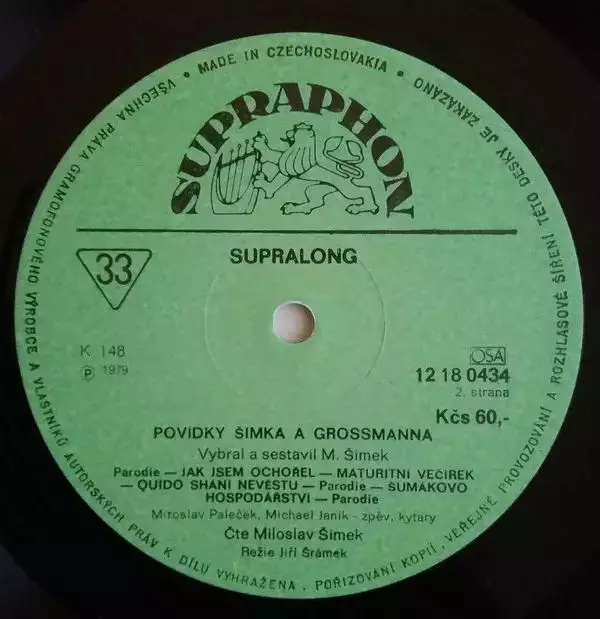 • MADE IN CZECHOSLOVAKIA •
VŠECHNA PRÁVA GRAMOFONOVÉHO VÝROBCE A VLASTNÍKŮ AUTORSKÝCH PRÁV K DÍLU VYHRAŽENA. POŘIZOVÁNÍ KOPIÍ, VEŘEJNÉ PROVOZOVÁNÍ A ROZHLASOVÉ ŠÍŘENÍ TÉTO DESKY JE ZAKÁZÁNO
SUPRAPHON
SUPRALONG
33
K 148
Ⓟ 1979
OSA
12 18 0434
2. strana
Kčs 60,-
POVÍDKY ŠIMKA A GROSSMANNA
Vybral a sestavil M. Šimek
Parodie — JAK JSEM OCHOŘEL — MATURITNÍ VEČÍREK
— QUIDO SHÁNÍ NEVĚSTU — Parodie — ŠUMÁKOVO
HOSPODÁŘSTVÍ — Parodie
Miroslav Paleček, Michael Janík - zpěv, kytary
Čte Miloslav Šimek
Režie Jiří Šrámek